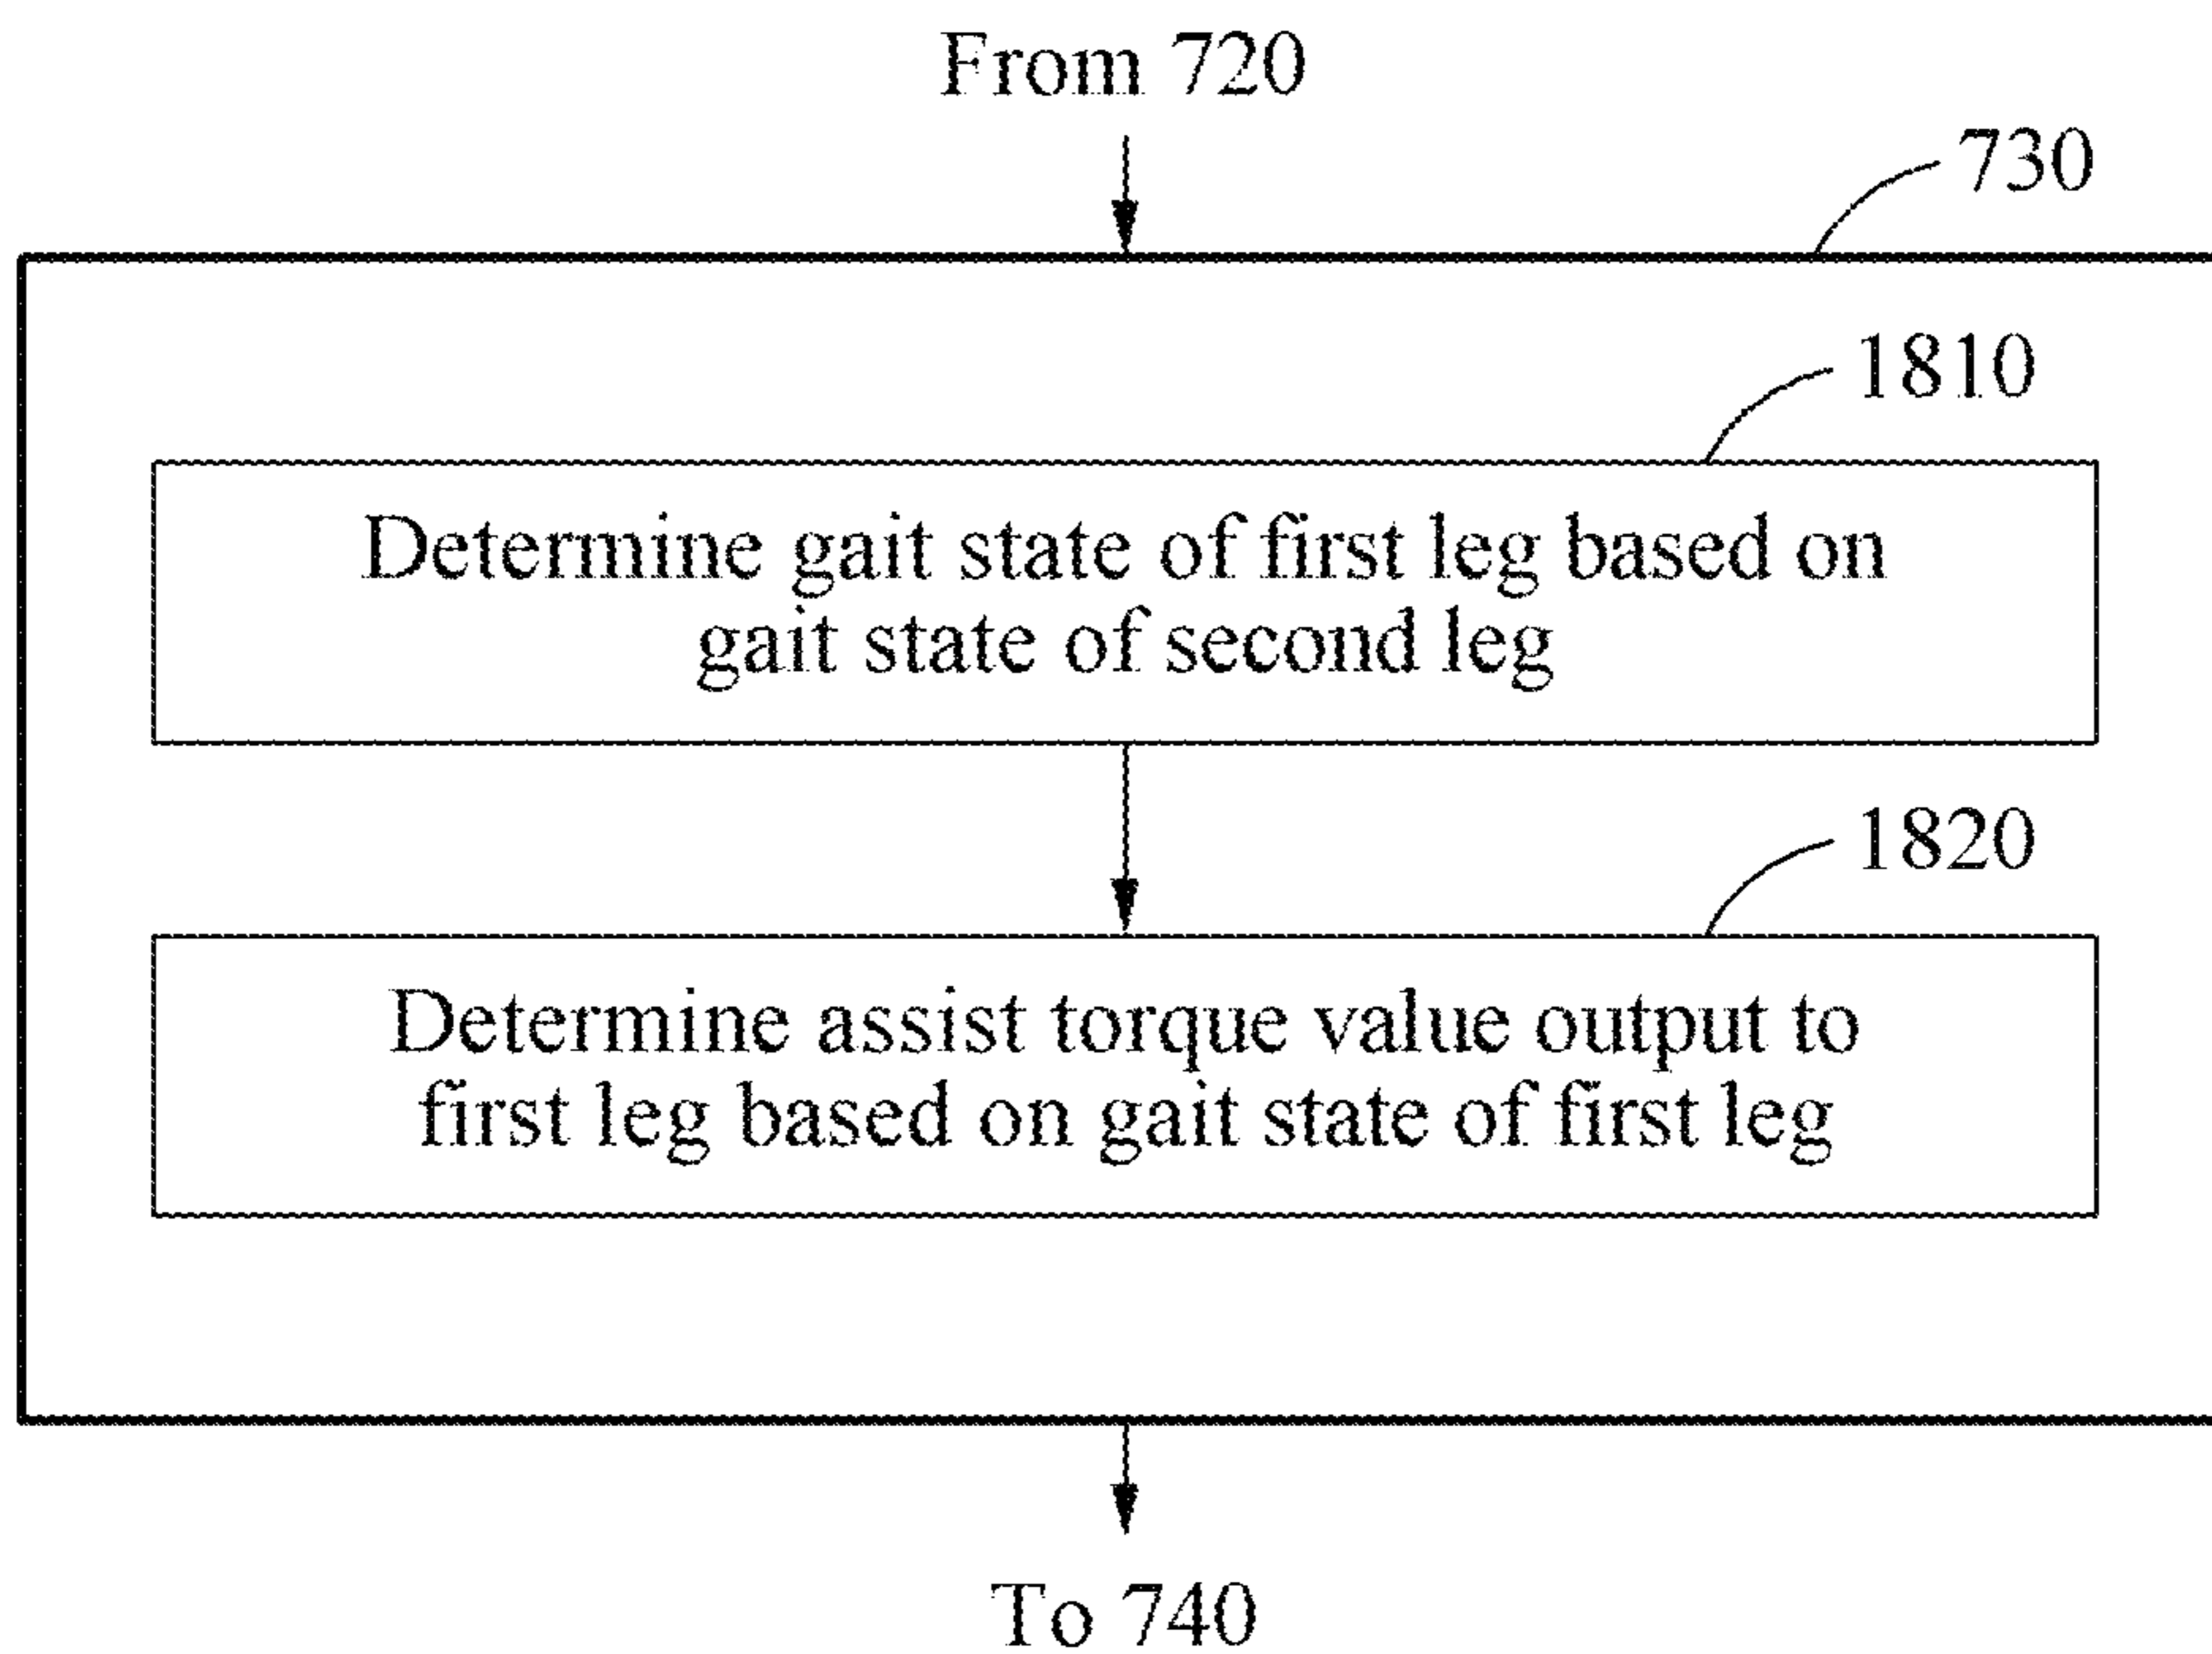 From 720
730
1810
Determine gait state of first leg based on
gait state of second leg
1820
Determine assist torque value output to
first leg based on gait state of first leg
To 740